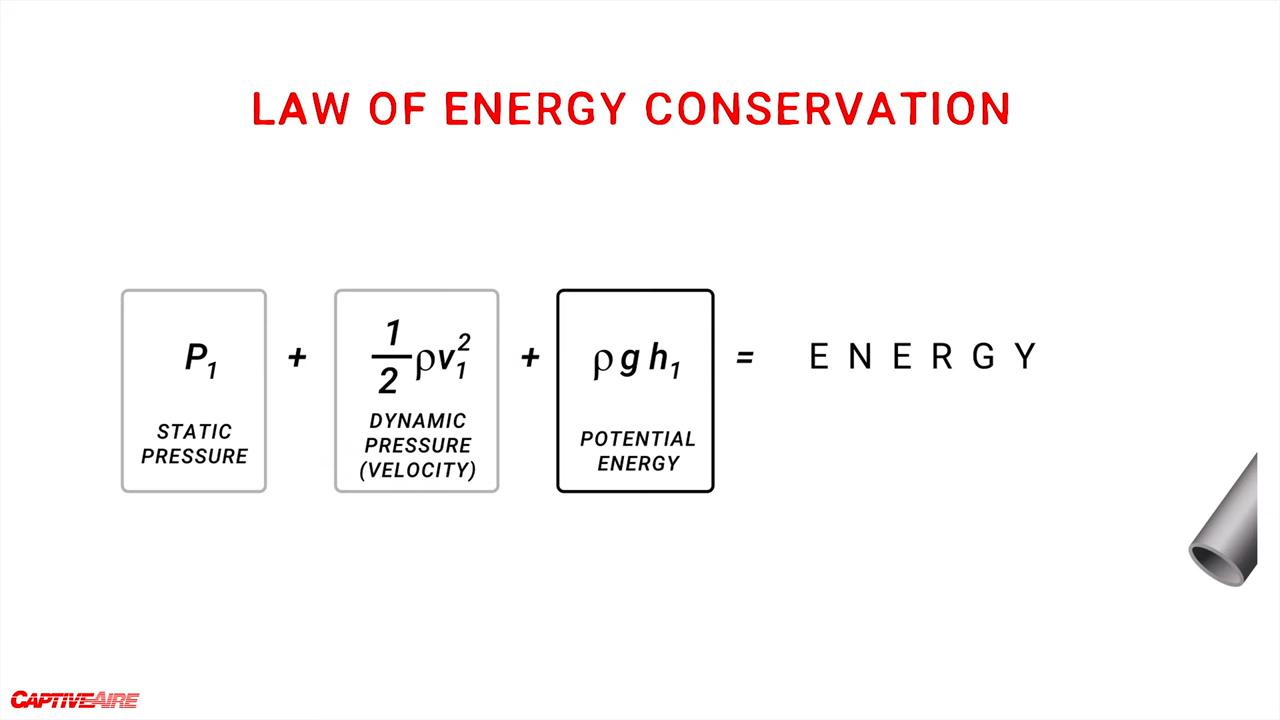 LAW OF ENERGY CONSERVATION
P₁ + 1/2 ρv₁² + ρgh₁ = ENERGY
STATIC
PRESSURE
DYNAMIC
PRESSURE
(VELOCITY)
POTENTIAL
ENERGY
CAPTIVEAIRE